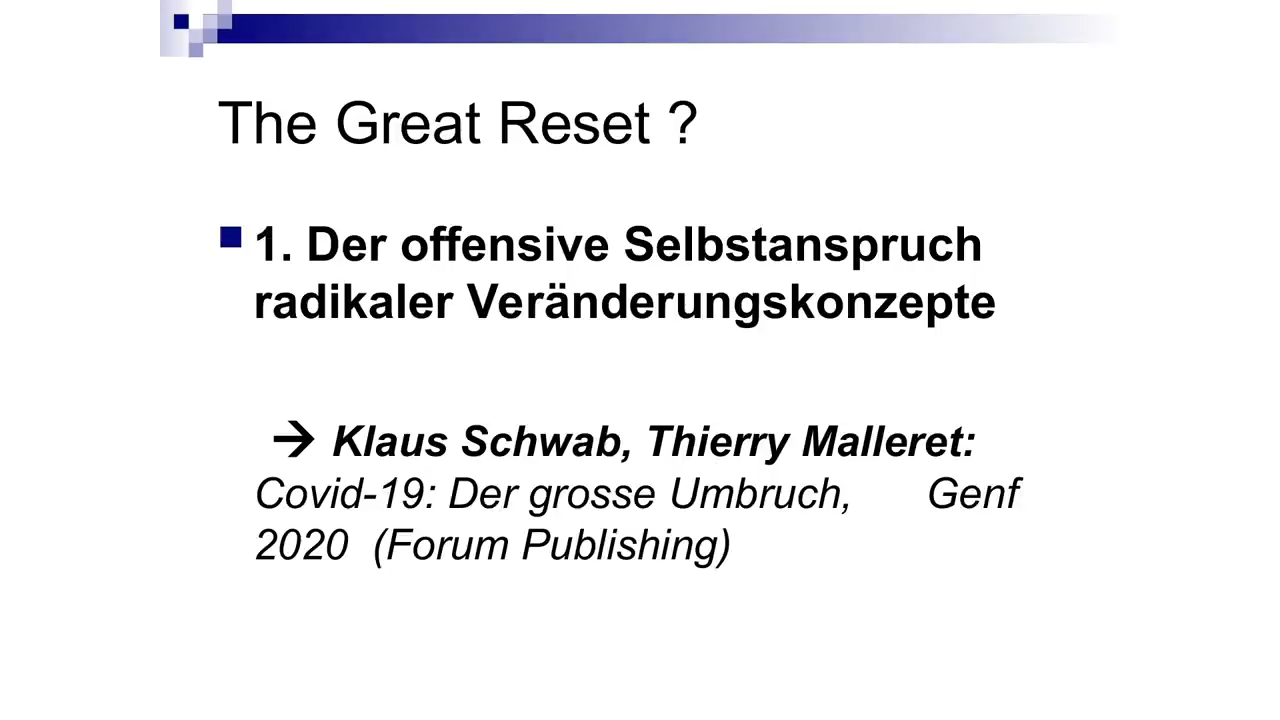 The Great Reset ?
1. Der offensive Selbstanspruch
radikaler Veränderungskonzepte
→ Klaus Schwab, Thierry Malleret:
Covid-19: Der grosse Umbruch, Genf
2020 (Forum Publishing)